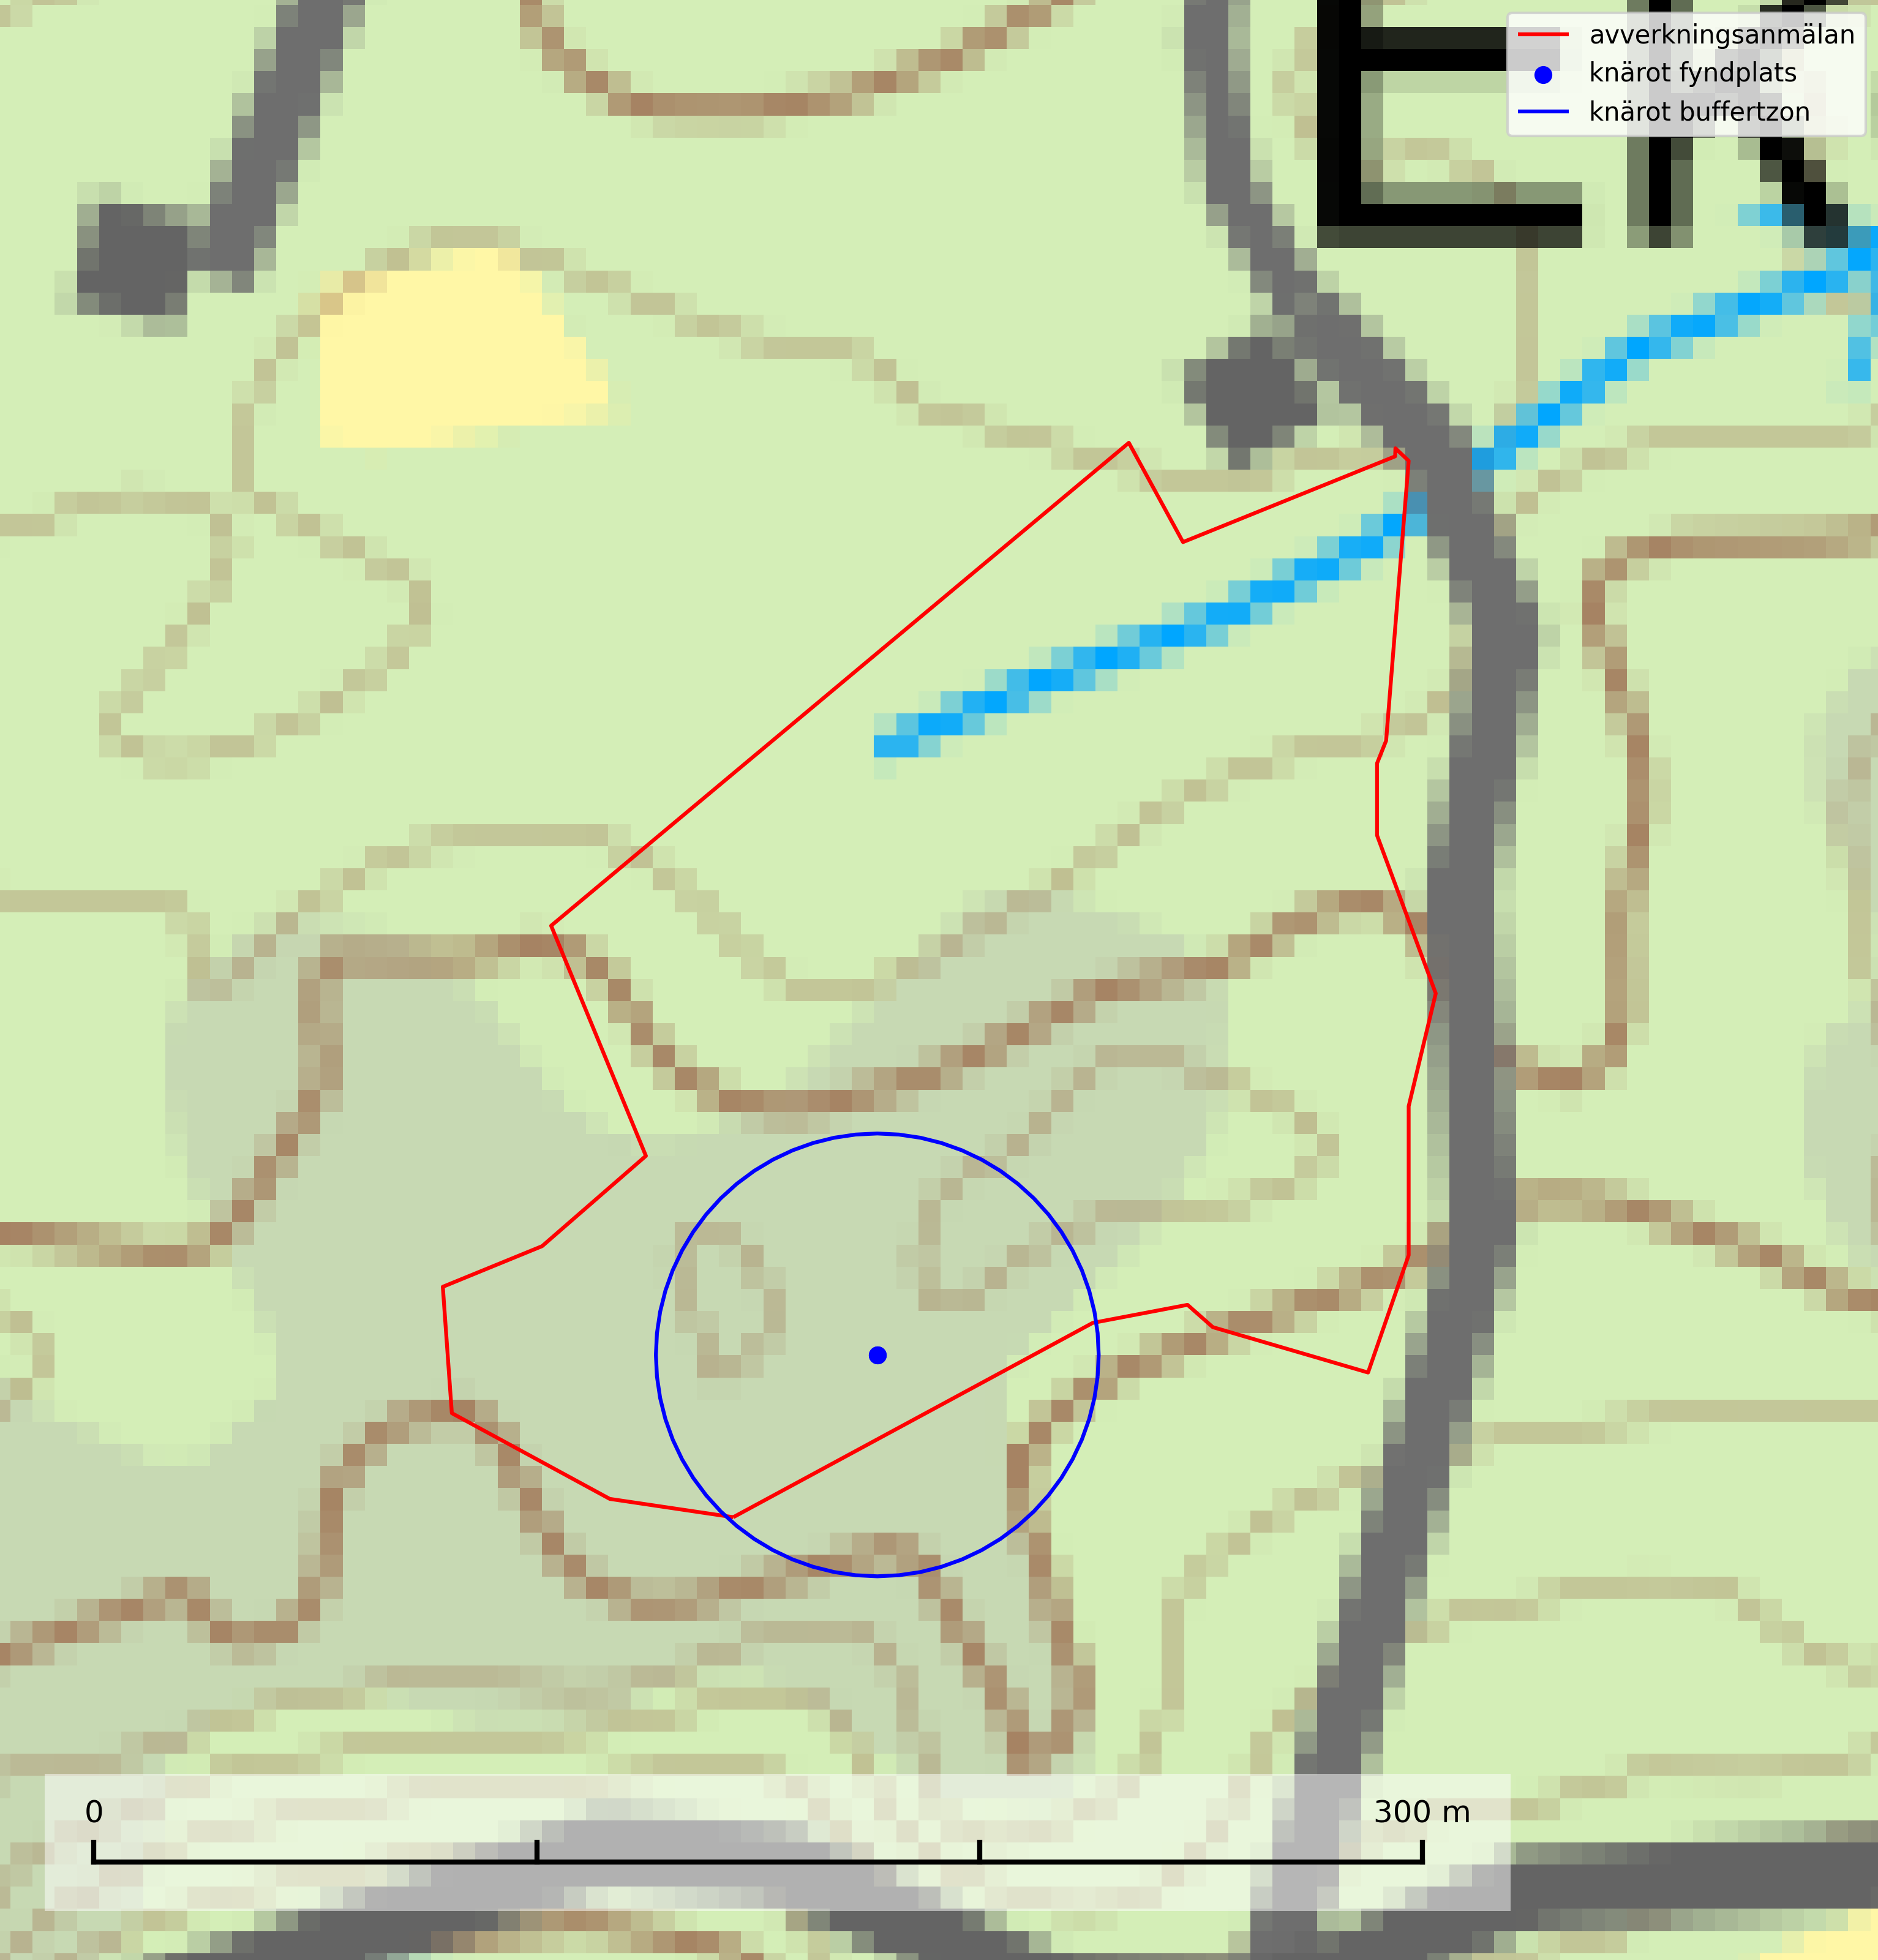 avverkningsanmälan
knärot fyndplats
knärot buffertzon
0 300 m